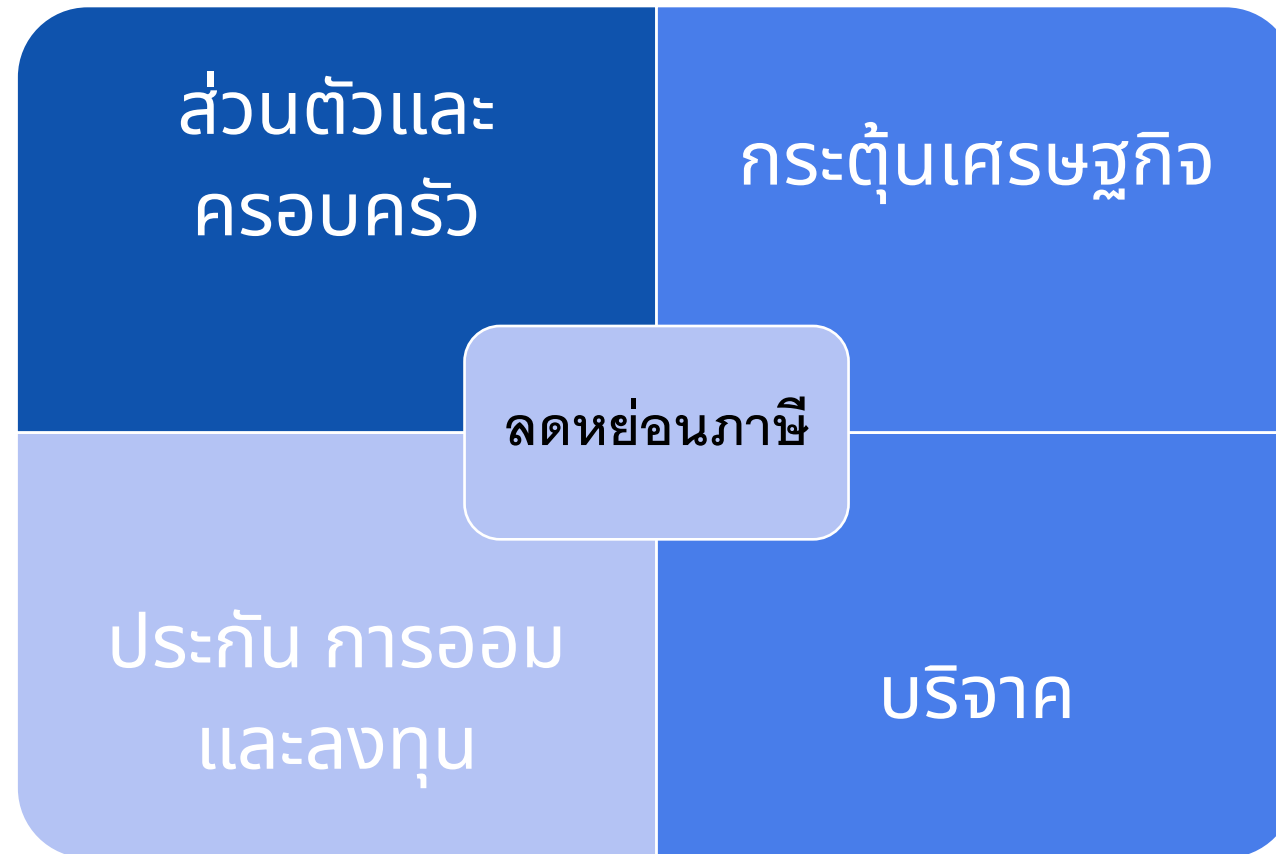 ส่วนตัวและ
ครอบครัว
กระตุ้นเศรษฐกิจ
ลดหย่อนภาษี
ประกัน การออม
และลงทุน
บริจาค